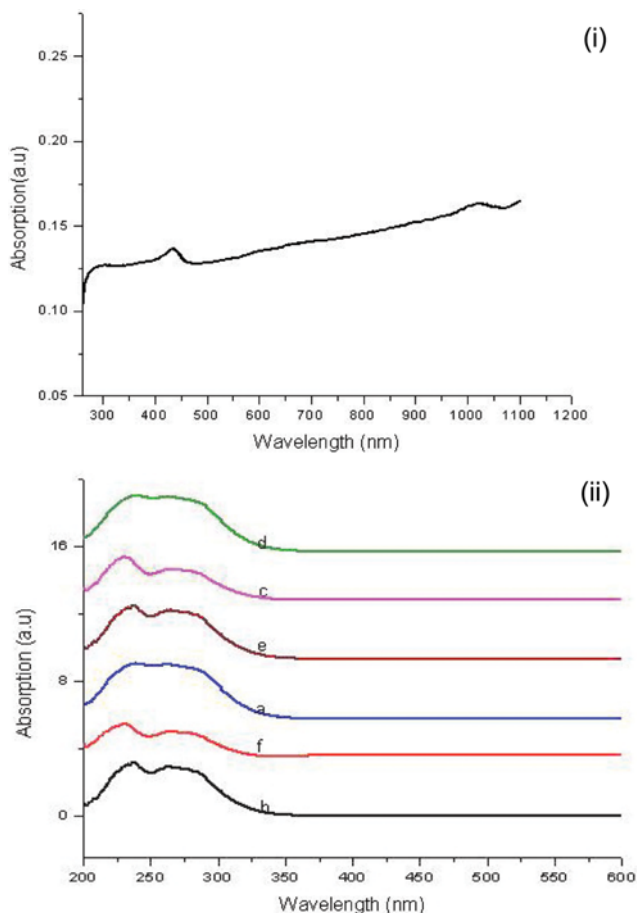 (i)
0.25
0.20
0.15
0.10
0.05
Absorption(a.u)
300 400 500 600 700 800 900 1000 1100 1200
Wavelength (nm)
(ii)
16
8
0
Absorption (a.u)
d
c
e
a
f
h
200 250 300 350 400 450 500 550 600
Wavelength (nm)